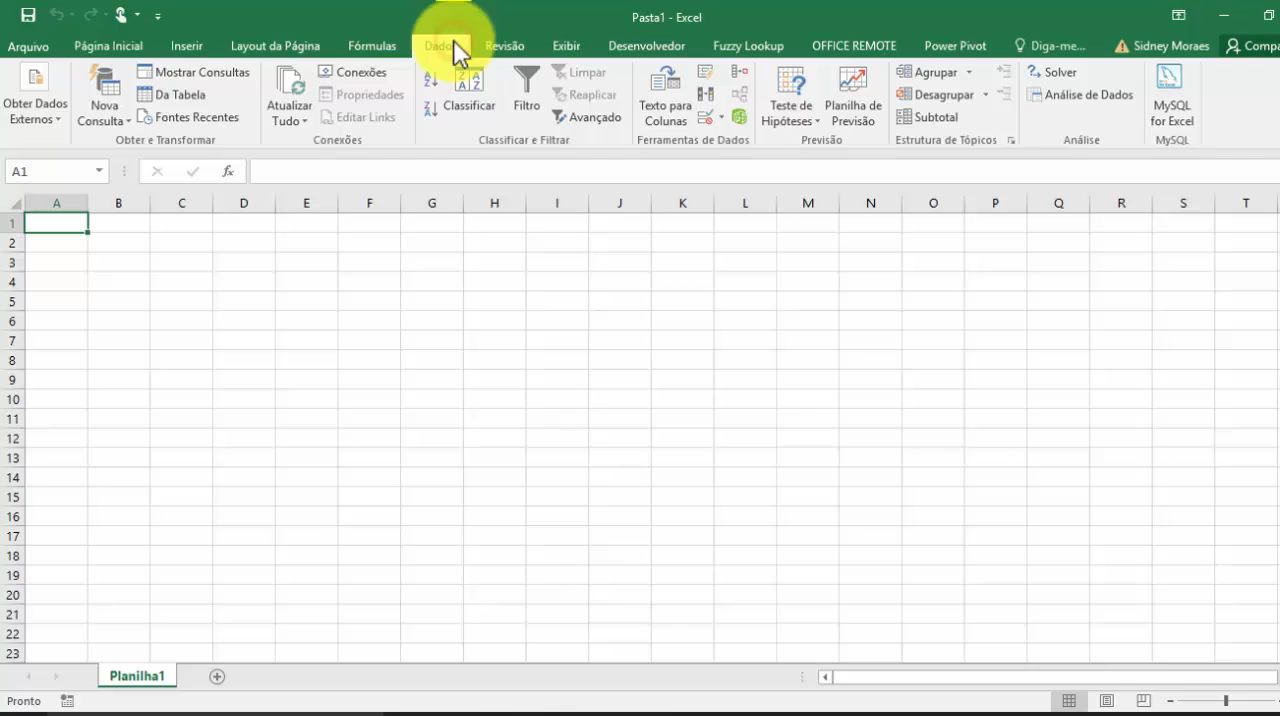 Pasta1 - Excel
Arquivo Página Inicial Inserir Layout da Página Fórmulas Dados Revisão Exibir Desenvolvedor Fuzzy Lookup OFFICE REMOTE Power Pivot Diga-me... Sidney Moraes
Obter Dados Externos
Nova Consulta
Mostrar Consultas
Da Tabela
Fontes Recentes
Obter e Transformar
Atualizar Tudo
Conexões
Propriedades
Editar Links
Conexões
Classificar
Filtro
Limpar
Reaplicar
Avançado
Classificar e Filtrar
Texto para Colunas
Ferramentas de Dados
Teste de Hipóteses
Planilha de Previsão
Previsão
Agrupar
Desagrupar
Subtotal
Estrutura de Tópicos
Solver
Análise de Dados
Análise
MySQL for Excel
MySQL
A1
fx
A B C D E F G H I J K L M N O P Q R S T
1
2
3
4
5
6
7
8
9
10
11
12
13
14
15
16
17
18
19
20
21
22
23
Planilha1
Pronto